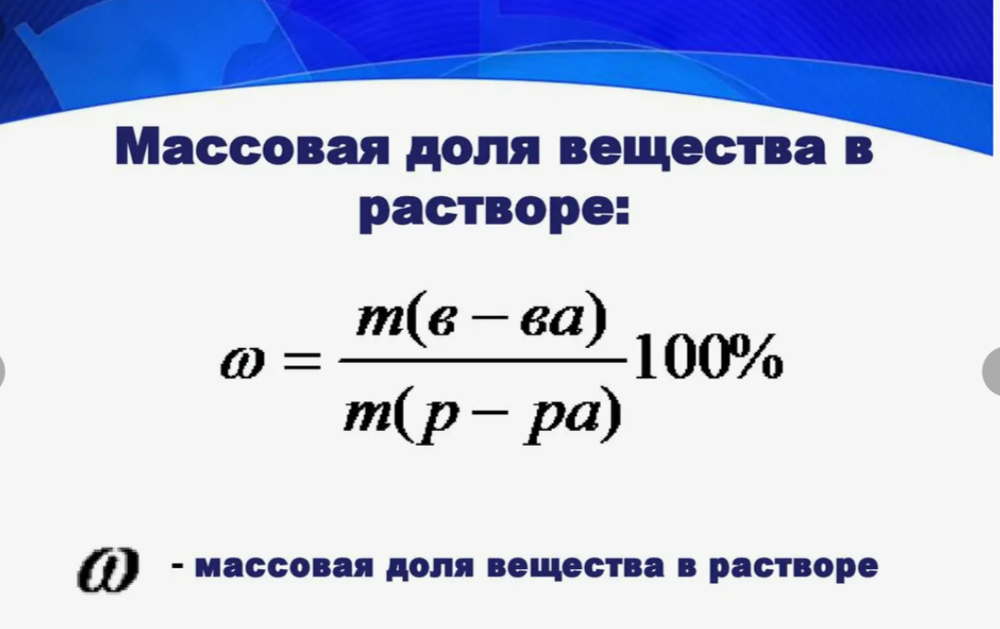 Массовая доля вещества в
растворе:
ω = m(в – ва) / m(р – ра) 100%
ω - массовая доля вещества в растворе